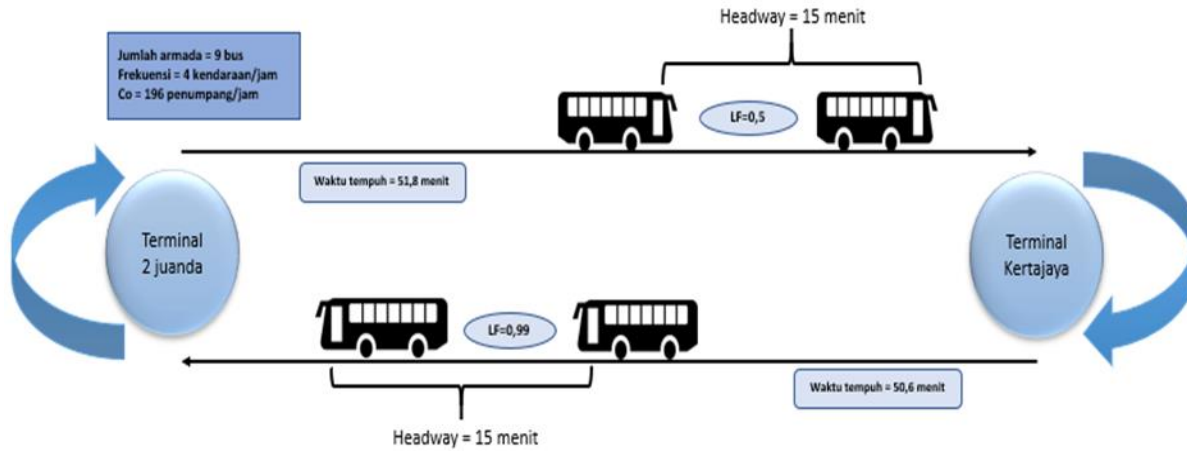 Headway = 15 menit
Jumlah armada = 9 bus
Frekuensi = 4 kendaraan/jam
Co = 196 penumpang/jam
LF=0,5
Waktu tempuh = 51,8 menit
Terminal
2 juanda
Terminal
Kertajaya
LF=0,99
Waktu tempuh = 50,6 menit
Headway = 15 menit